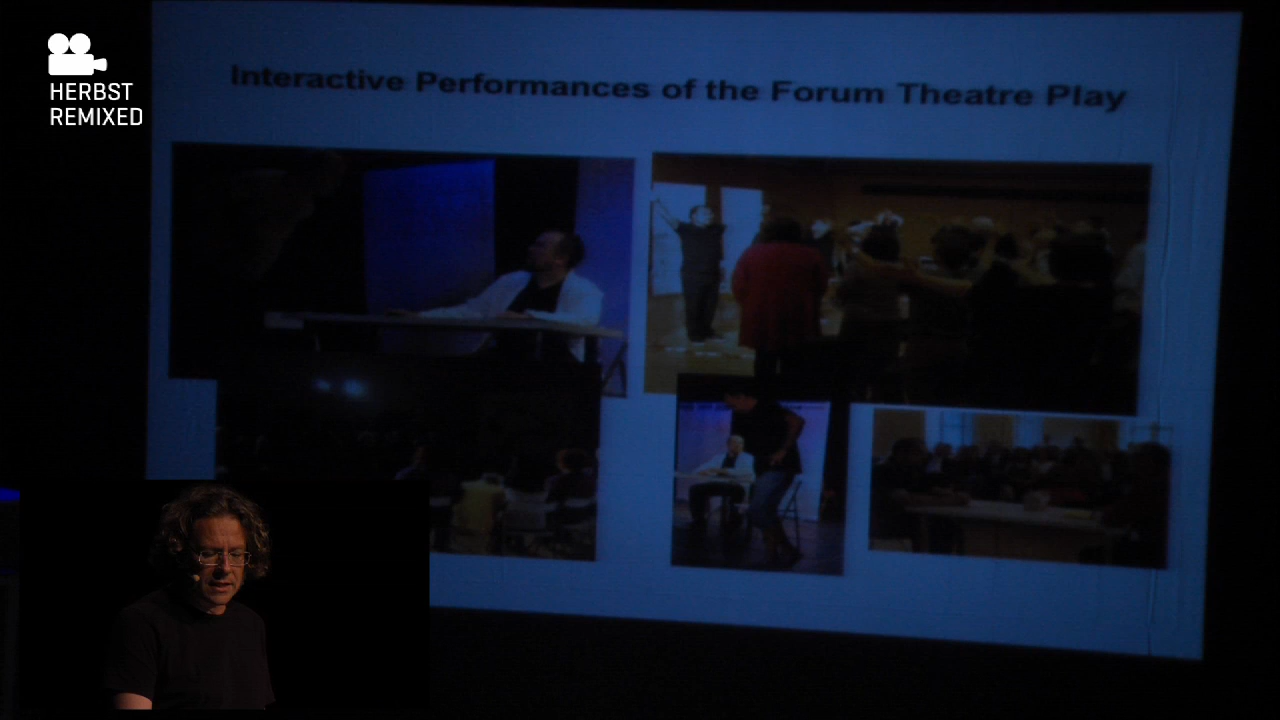 HERBST
REMIXED
Interactive Performances of the Forum Theatre Play